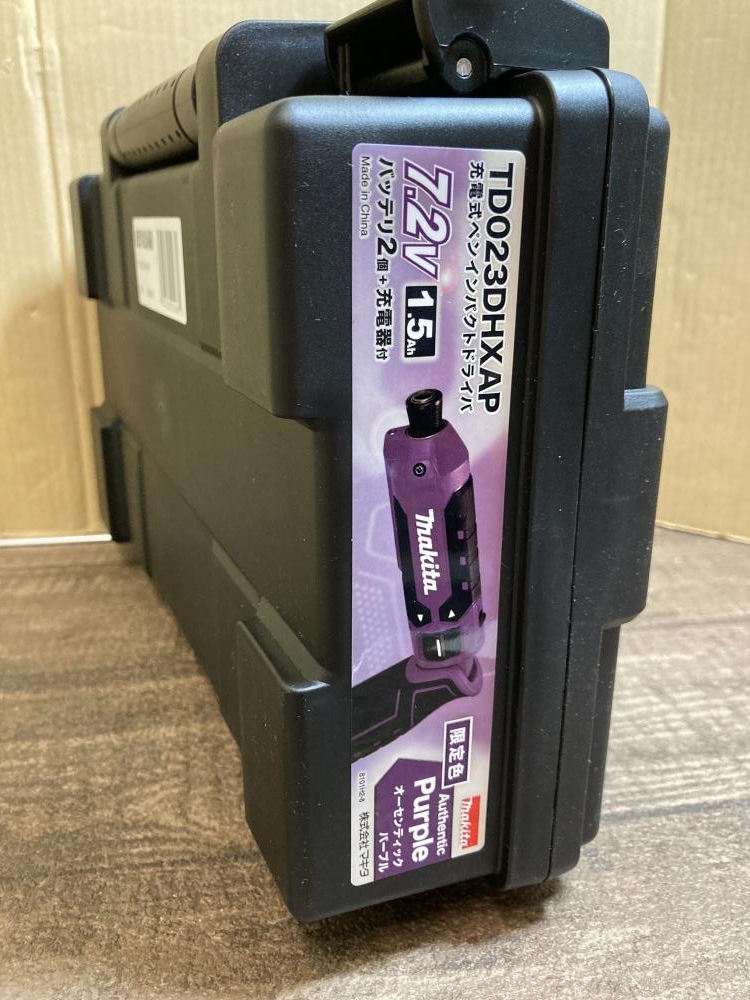 TD023DHXAP
充電式ペンインパクトドライバ
7.2V
1.5Ah
バッテリ2個+充電器付
Made in China
makita
限定色
makita
Authentic
Purple
オーセンティック
パープル
8101H2-8
株式会社マキタ